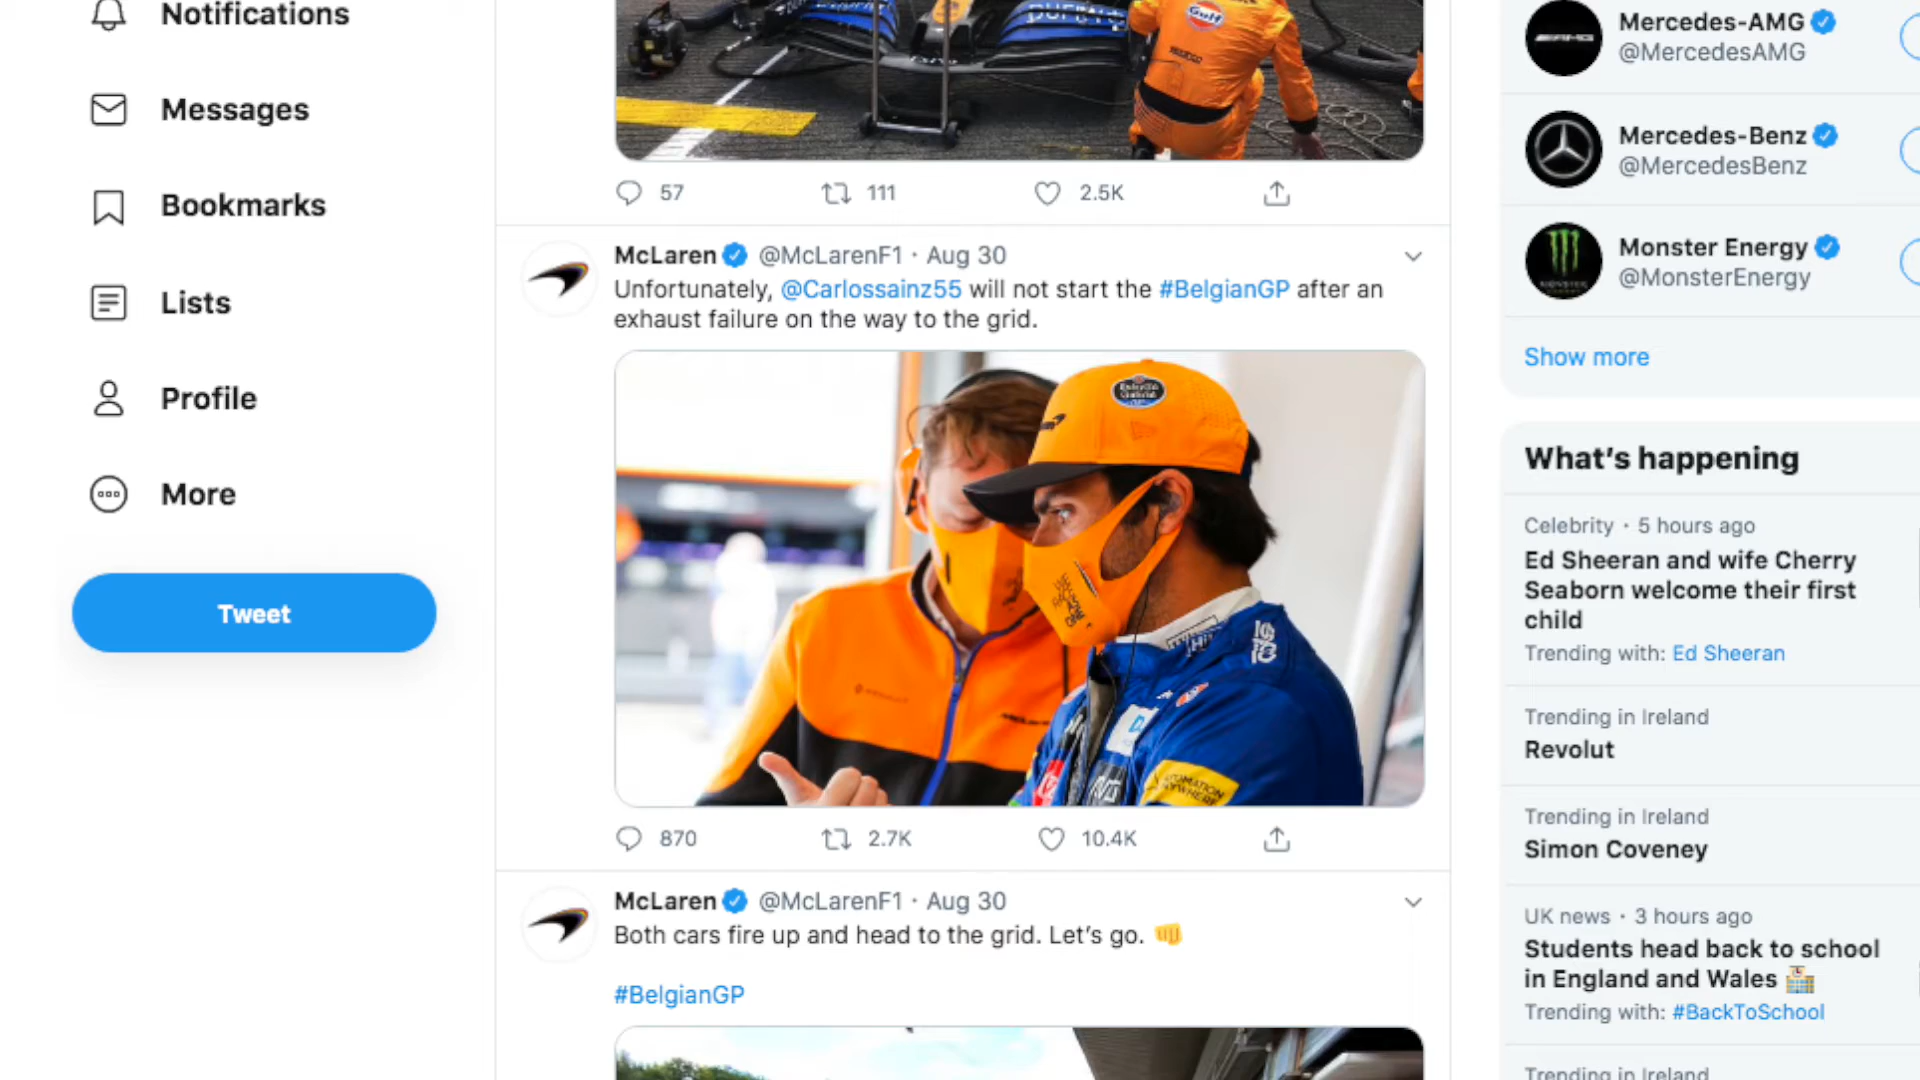 Notifications
Messages
Bookmarks
Lists
Profile
More
Tweet
Gulf
57
111
2.5K
McLaren @McLarenF1 · Aug 30
Unfortunately, @Carlossainz55 will not start the #BelgianGP after an
exhaust failure on the way to the grid.
AUTOMATION
ANYWHERE
870
2.7K
10.4K
McLaren @McLarenF1 · Aug 30
Both cars fire up and head to the grid. Let's go. 👊
#BelgianGP
Mercedes-AMG
@MercedesAMG
Mercedes-Benz
@MercedesBenz
Monster Energy
@MonsterEnergy
Show more
What's happening
Celebrity · 5 hours ago
Ed Sheeran and wife Cherry
Seaborn welcome their first
child
Trending with: Ed Sheeran
Trending in Ireland
Revolut
Trending in Ireland
Simon Coveney
UK news · 3 hours ago
Students head back to school
in England and Wales 🏫
Trending with: #BackToSchool
Trending in Ireland